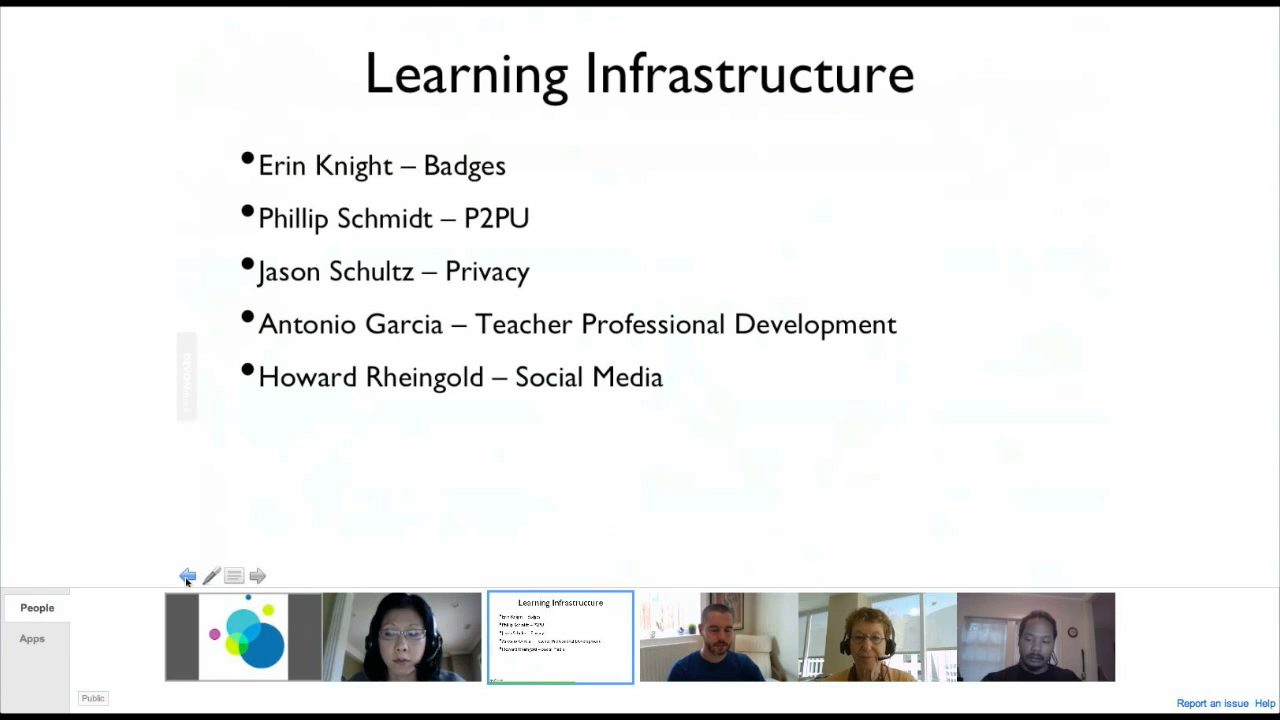 Learning Infrastructure
•Erin Knight – Badges
•Phillip Schmidt – P2PU
•Jason Schultz – Privacy
•Antonio Garcia – Teacher Professional Development
•Howard Rheingold – Social Media
People
Apps
Learning Infrastructure
Public
Report an issue Help